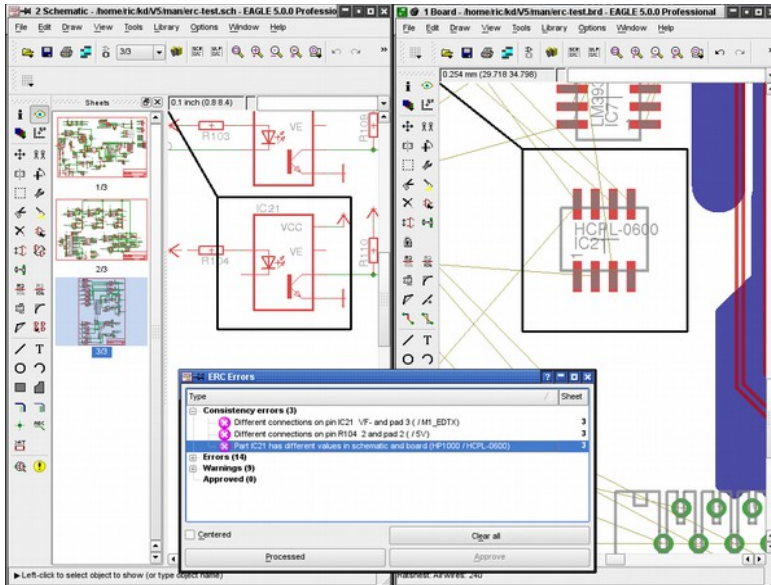 2 Schematic - /home/ric/kd/V5/man/erc-test.sch - EAGLE 5.0.0 Professio
File Edit Draw View Tools Library Options Window Help
3/3
Sheets
0.1 inch (0.8 8.4)
1/3
2/3
3/3
R103
VE
R109
IC21
VCC
VE
R104
R110
1 Board - /home/ric/kd/V5/man/erc-test.brd - EAGLE 5.0.0 Professional
File Edit Draw View Tools Library Options Window Help
0.254 mm (29.718 34.798)
LM393
IC7
HCPL-0600
IC21
1
ERC Errors
Type Sheet
Consistency errors (3)
Different connections on pin IC21 VF- and pad 3 ( / M1_EDTX) 3
Different connections on pin R104 2 and pad 2 ( / 5V) 3
Part IC21 has different values in schematic and board (HP1000 / HCPL-0600) 3
Errors (14)
Warnings (9)
Approved (0)
Centered
Clear all
Processed
Approve
Left-click to select object to show (or type object name)
Ratsnest: Airwires: 240